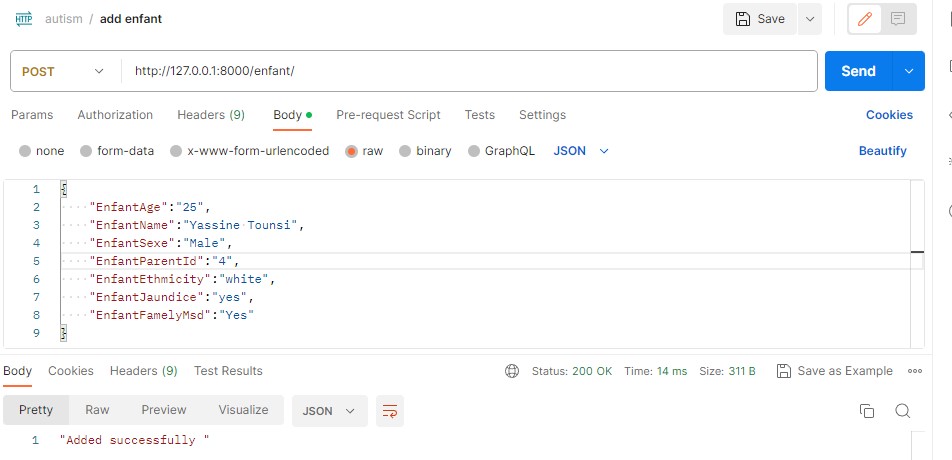 HTTP autism / add enfant Save
POST http://127.0.0.1:8000/enfant/ Send
Params Authorization Headers (9) Body Pre-request Script Tests Settings Cookies
none form-data x-www-form-urlencoded raw binary GraphQL JSON Beautify
1 {
2 "EnfantAge":"25",
3 "EnfantName":"Yassine Tounsi",
4 "EnfantSexe":"Male",
5 "EnfantParentId":"4",
6 "EnfantEthmicity":"white",
7 "EnfantJaundice":"yes",
8 "EnfantFamelyMsd":"Yes"
9 }
Body Cookies Headers (9) Test Results Status: 200 OK Time: 14 ms Size: 311 B Save as Example
Pretty Raw Preview Visualize JSON
1 "Added successfully "